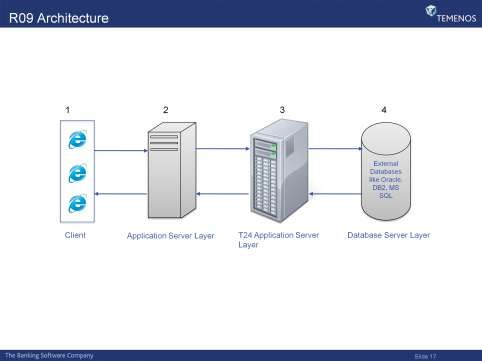 R09 Architecture
TEMENOS
1
2
3
4
External
Databases
like Oracle,
DB2, MS
SQL.
Client
Application Server Layer
T24 Application Server
Layer
Database Server Layer
The Banking Software Company
Slide 17